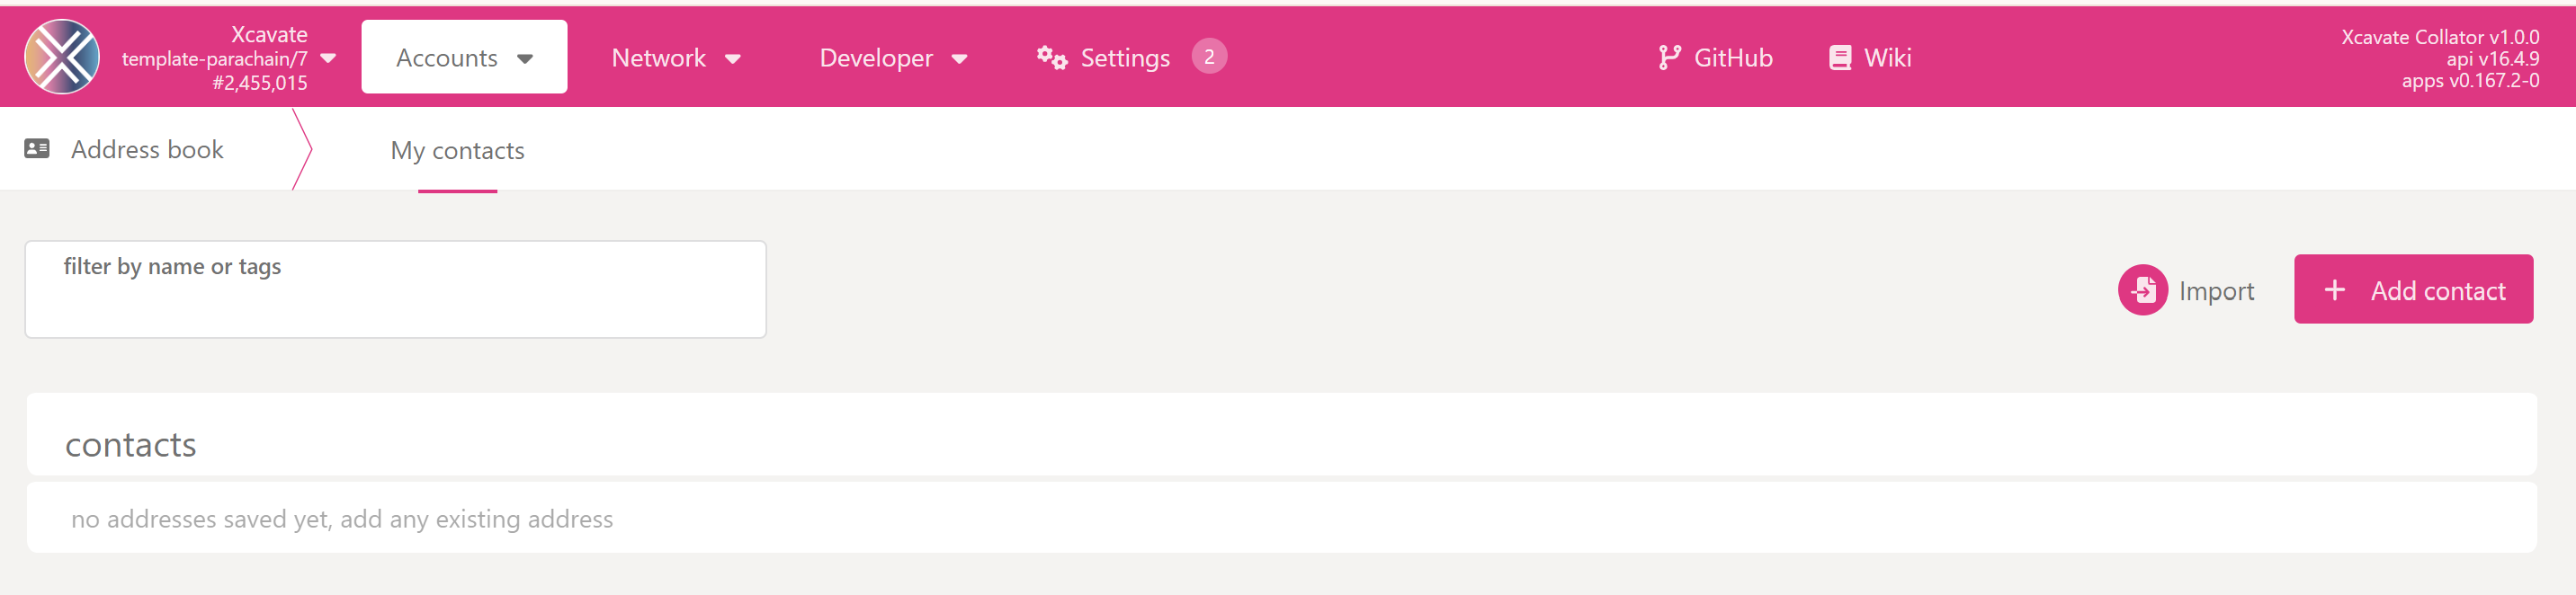 Xcavate
template-parachain/7
#2,455,015
Accounts
Network
Developer
Settings
2
GitHub
Wiki
Xcavate Collator v1.0.0
api v16.4.9
apps v0.167.2-0
Address book
My contacts
filter by name or tags
Import
+ Add contact
contacts
no addresses saved yet, add any existing address